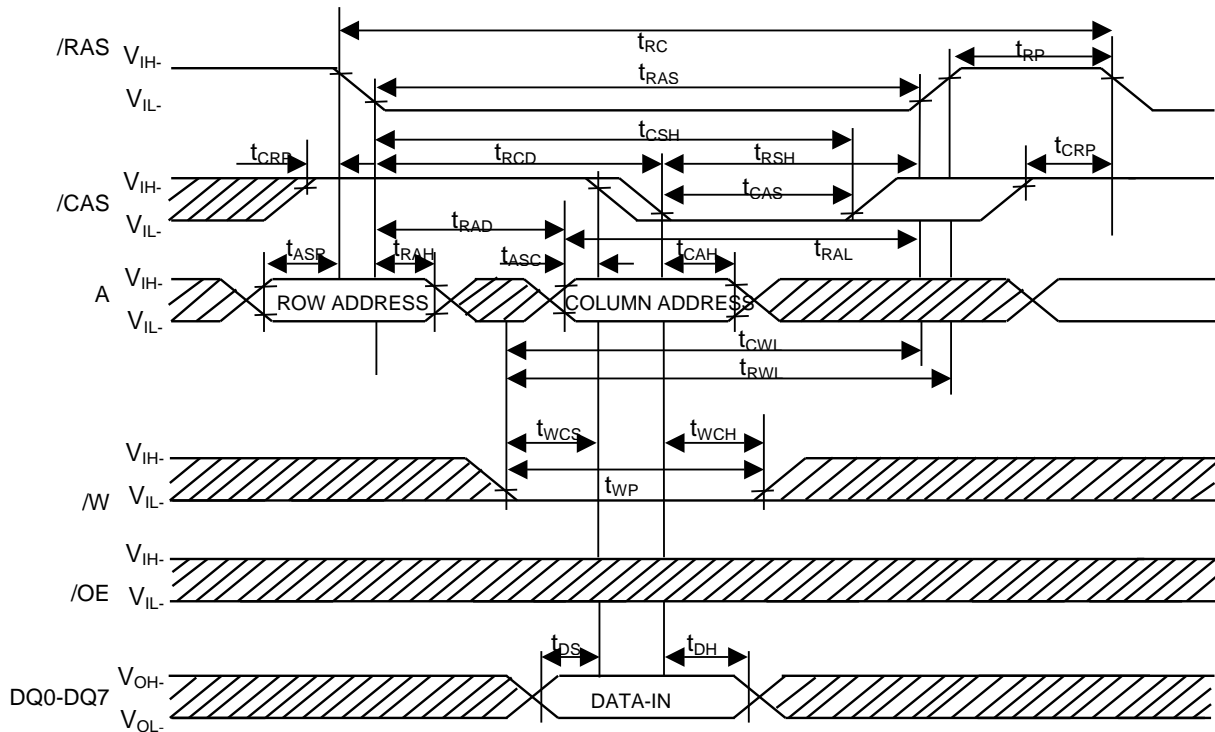 /RAS
VIH-
VIL-
tRC
tRP
tRAS
tCSH
tCRP
tRCD
tRSH
tCRP
/CAS
VIH-
VIL-
tCAS
tRAD
tRAL
tASR
tRAH
tASC
tCAH
A
VIH-
VIL-
ROW ADDRESS
COLUMN ADDRESS
tCWL
tRWL
tWCS
tWCH
/W
VIH-
VIL-
tWP
/OE
VIH-
VIL-
tDS
tDH
DQ0-DQ7
VOH-
VOL-
DATA-IN